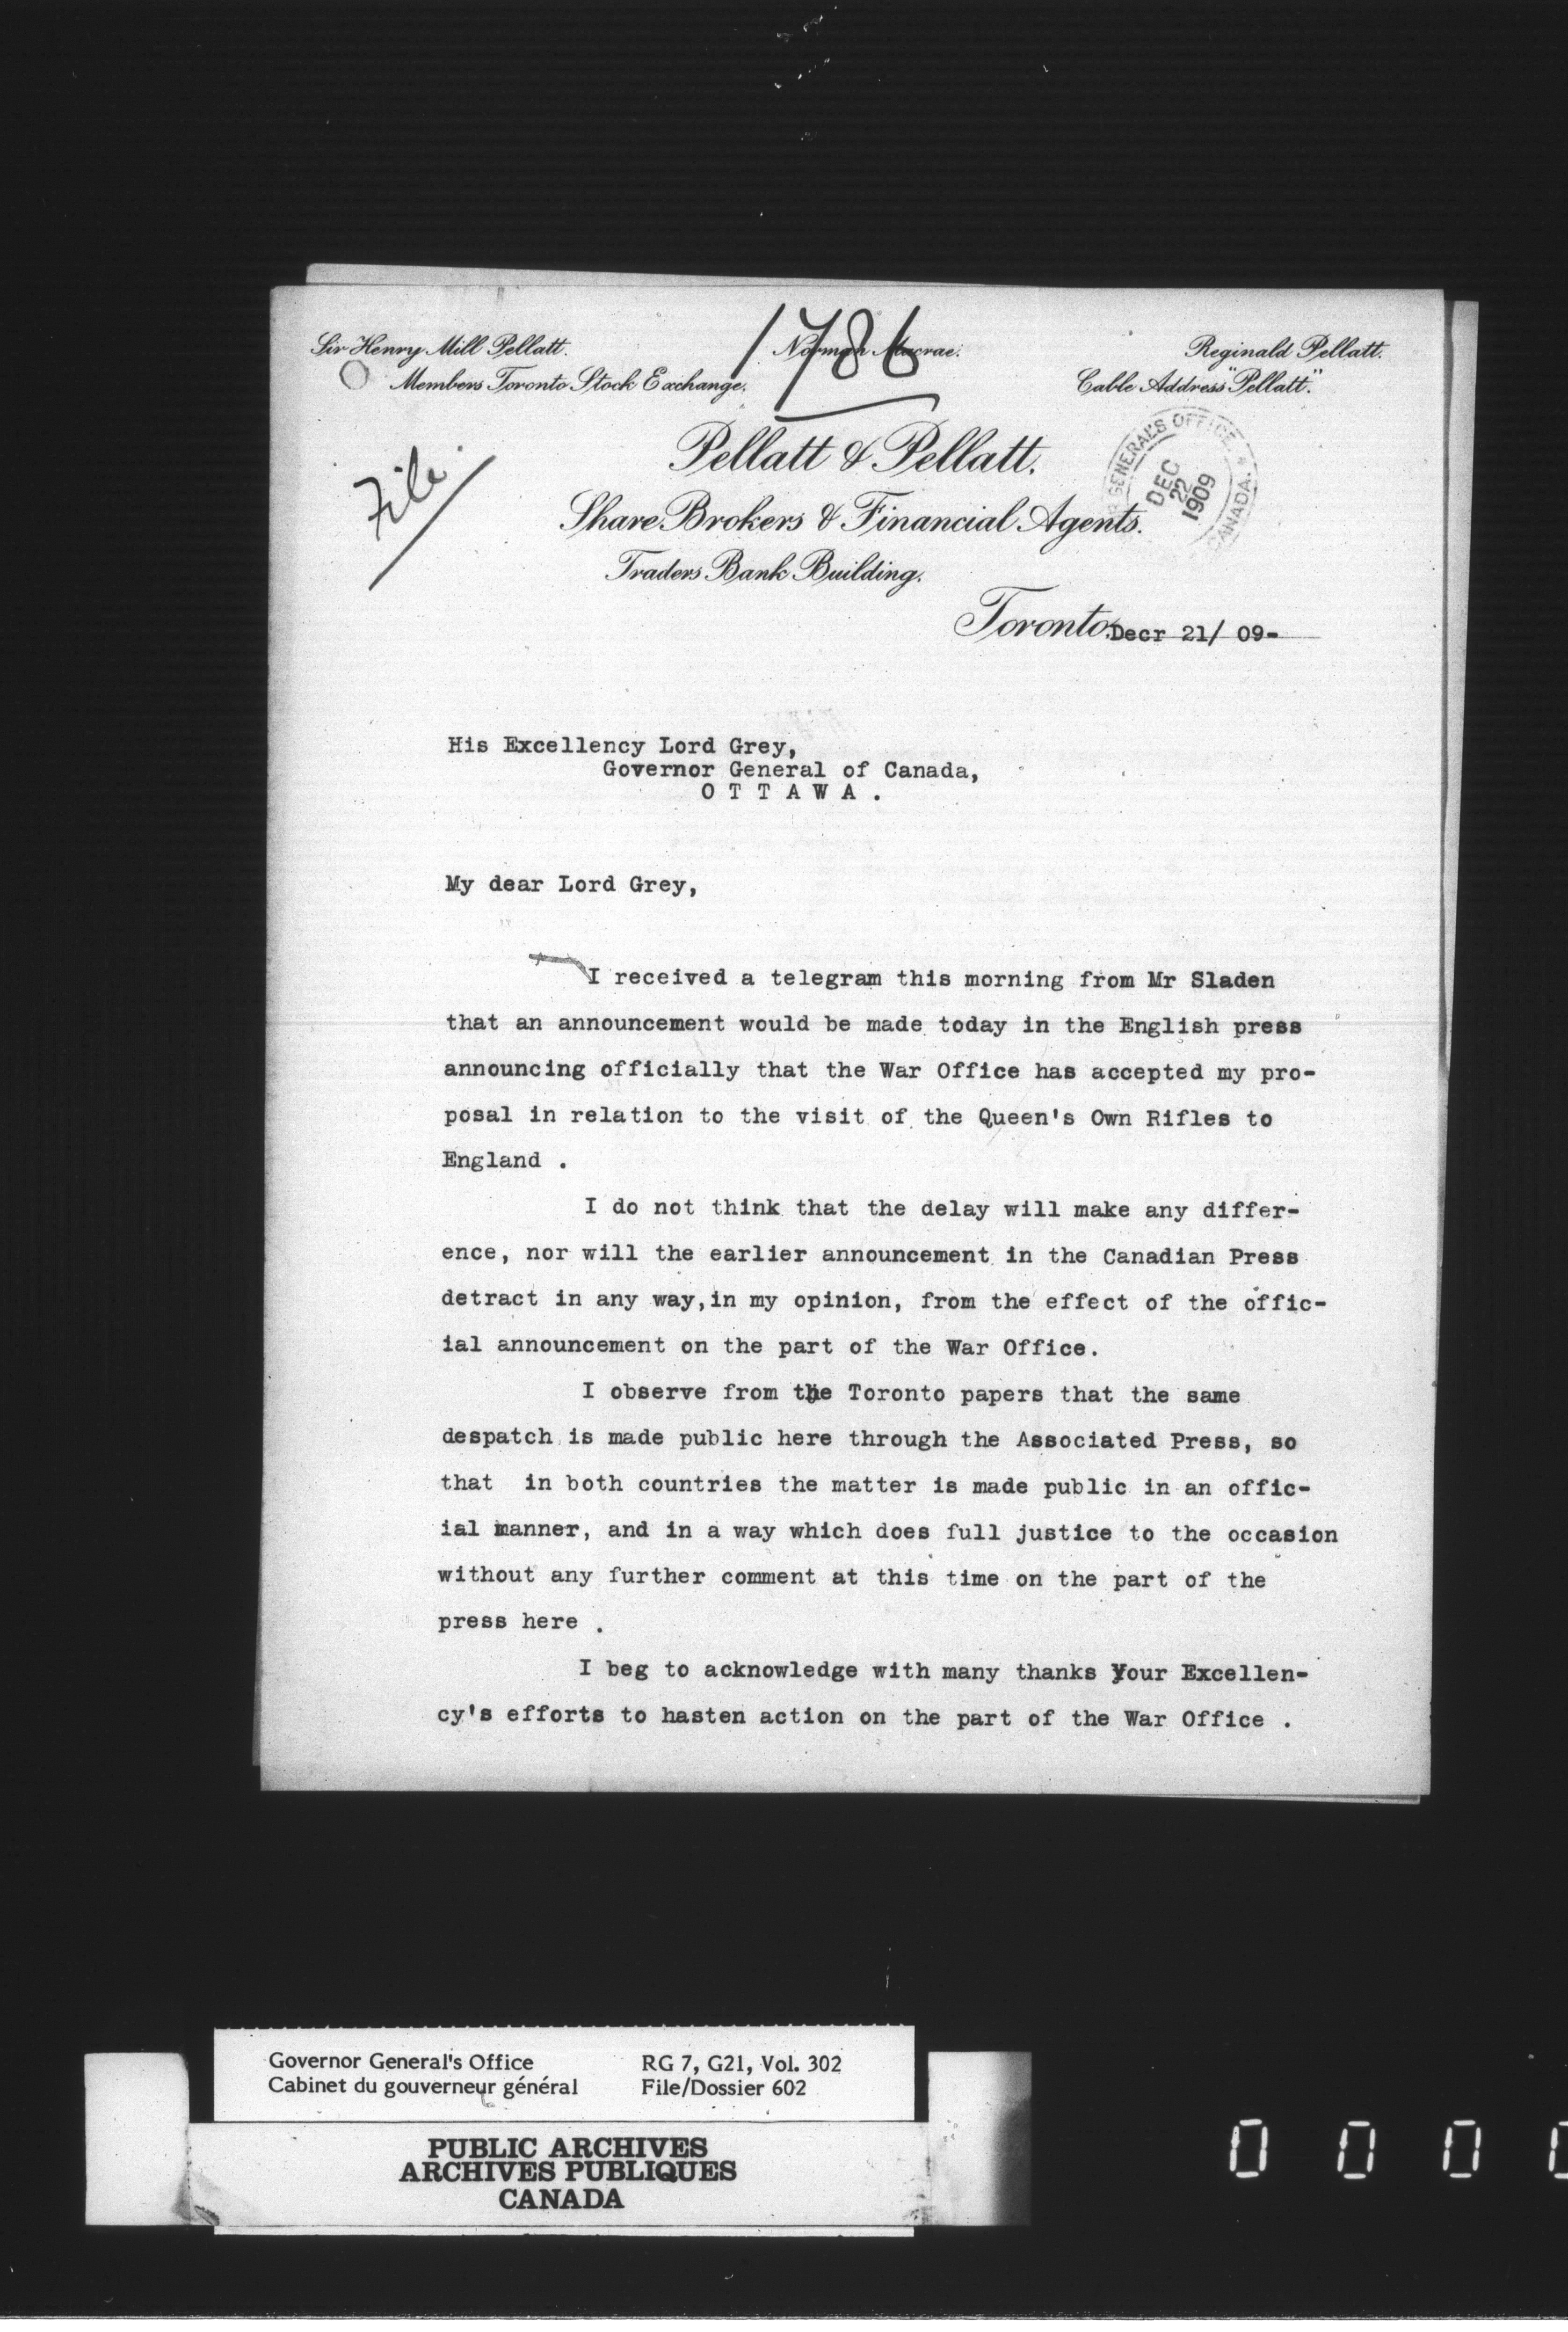 1786
Sir Henry Mill Pellatt. Norman Macrae. Reginald Pellatt.
Members Toronto Stock Exchange. Cable Address "Pellatt."
File.
Pellatt & Pellatt.
Share Brokers & Financial Agents.
Traders Bank Building.
GENERAL'S OFFICE * CANADA.
DEC
22
1909
Toronto, Decr 21/ 09-
His Excellency Lord Grey,
Governor General of Canada,
O T T A W A .
My dear Lord Grey,
I received a telegram this morning from Mr Sladen
that an announcement would be made today in the English press
announcing officially that the War Office has accepted my pro-
posal in relation to the visit of the Queen's Own Rifles to
England .
I do not think that the delay will make any differ-
ence, nor will the earlier announcement in the Canadian Press
detract in any way,in my opinion, from the effect of the offic-
ial announcement on the part of the War Office.
I observe from the Toronto papers that the same
despatch is made public here through the Associated Press, so
that in both countries the matter is made public in an offic-
ial manner, and in a way which does full justice to the occasion
without any further comment at this time on the part of the
press here .
I beg to acknowledge with many thanks Your Excellen-
cy's efforts to hasten action on the part of the War Office .
Governor General's Office RG 7, G21, Vol. 302
Cabinet du gouverneur général File/Dossier 602
PUBLIC ARCHIVES
ARCHIVES PUBLIQUES
CANADA
0 0 0